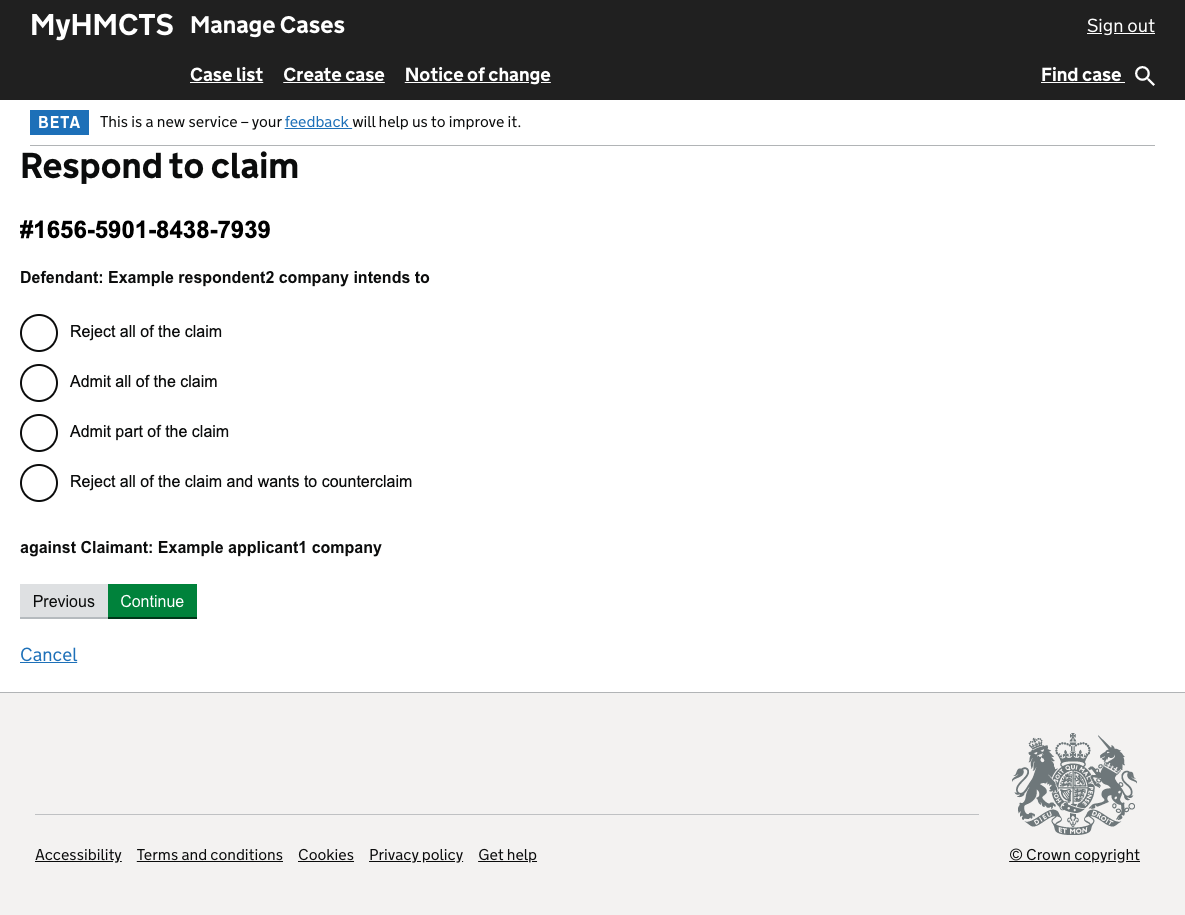 MyHMCTS Manage Cases Sign out
Case list Create case Notice of change Find case
BETA This is a new service – your feedback will help us to improve it.
Respond to claim
#1656-5901-8438-7939
Defendant: Example respondent2 company intends to
Reject all of the claim
Admit all of the claim
Admit part of the claim
Reject all of the claim and wants to counterclaim
against Claimant: Example applicant1 company
Previous Continue
Cancel
DIEU ET MON DROIT
Accessibility Terms and conditions Cookies Privacy policy Get help © Crown copyright